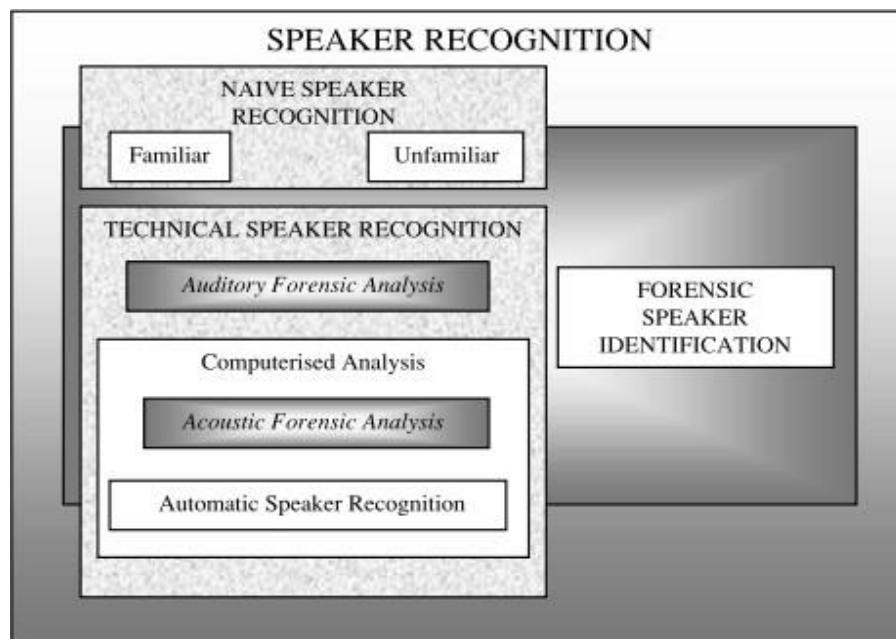 SPEAKER RECOGNITION
NAIVE SPEAKER
RECOGNITION
Familiar
Unfamiliar
TECHNICAL SPEAKER RECOGNITION
Auditory Forensic Analysis
Computerised Analysis
Acoustic Forensic Analysis
Automatic Speaker Recognition
FORENSIC
SPEAKER
IDENTIFICATION